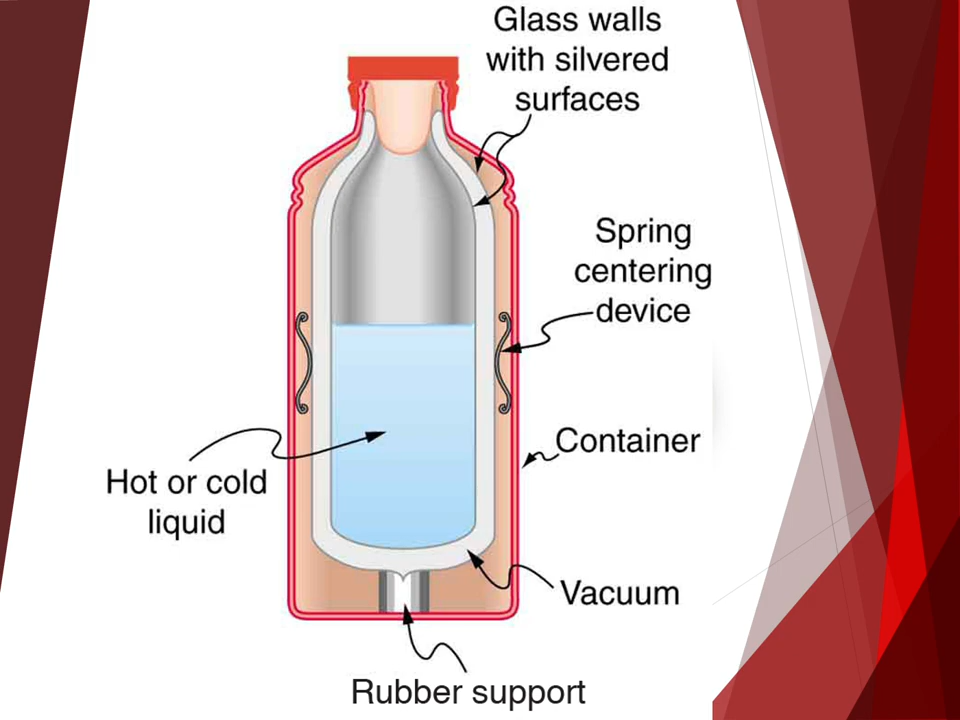 Glass walls
with silvered
surfaces
Spring
centering
device
Container
Hot or cold
liquid
Vacuum
Rubber support